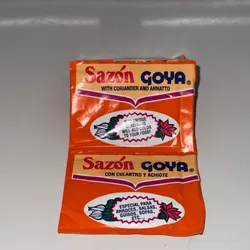 Sazón GOYA®
WITH CORIANDER AND ANNATTO
WILL ADD COLOR
TO YOUR FOOD!
Sazón GOYA®
CON CULANTRO Y ACHIOTE
ESPECIAL PARA
ARROCES, SALSAS,
GUISOS, SOPAS,
ETC.